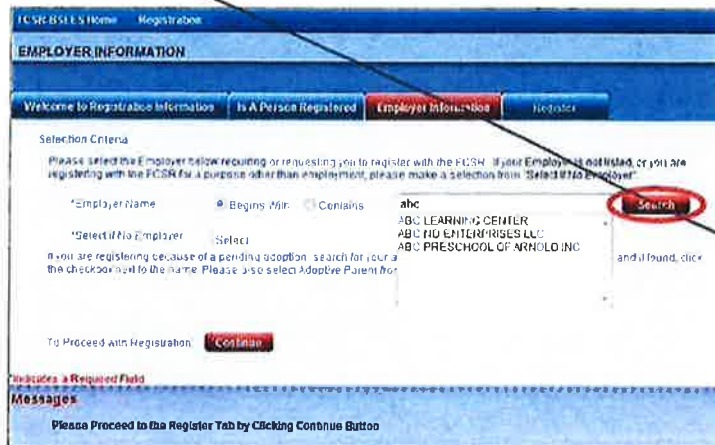 FCSR-BSEES Home Registration
EMPLOYER INFORMATION
Welcome to Registration Information Is A Person Registered Employer Information Register
Selection Criteria
Please select the Employer below requiring or requesting you to register with the FCSR. If your Employer is not listed, or you are
registering with the FCSR for a purpose other than employment, please make a selection from "Select if No Employer".
*Employer Name Begins With Contains abc Search
ABC LEARNING CENTER
ABC ENTERPRISES LLC
ABC PRESCHOOL OF ARNOLD INC
*Select if No Employer Select
If you are registering because of a pending adoption, search for your a and if found, click
the checkbox next to the name. Please also select Adoptive Parent from
To Proceed with Registration Continue
*Indicates a Required Field
Messages
Please Proceed to the Register Tab by Clicking Continue Button